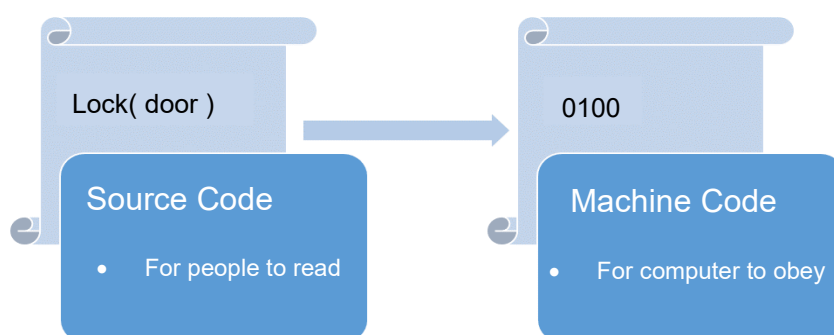 Lock( door )
Source Code
• For people to read
0100
Machine Code
• For computer to obey